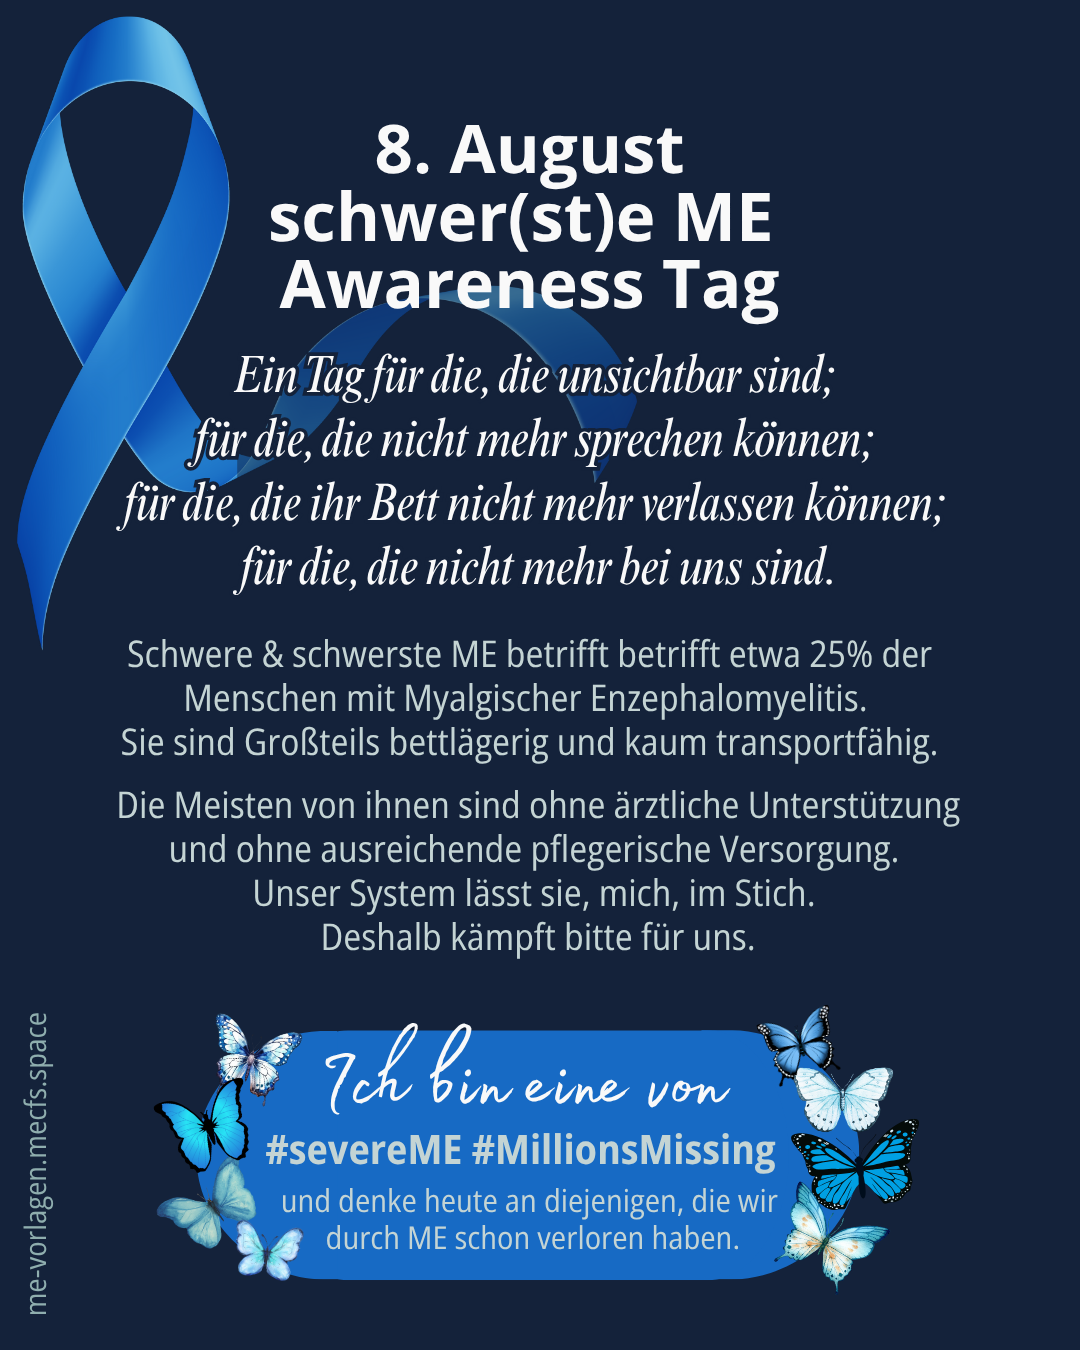 8. August
schwer(st)e ME
Awareness Tag
Ein Tag für die, die unsichtbar sind;
für die, die nicht mehr sprechen können;
für die, die ihr Bett nicht mehr verlassen können;
für die, die nicht mehr bei uns sind.
Schwere & schwerste ME betrifft betrifft etwa 25% der
Menschen mit Myalgischer Enzephalomyelitis.
Sie sind Großteils bettlägerig und kaum transportfähig.
Die Meisten von ihnen sind ohne ärztliche Unterstützung
und ohne ausreichende pflegerische Versorgung.
Unser System lässt sie, mich, im Stich.
Deshalb kämpft bitte für uns.
Ich bin eine von
#severeME #MillionsMissing
und denke heute an diejenigen, die wir
durch ME schon verloren haben.
me-vorlagen.mecfs.space